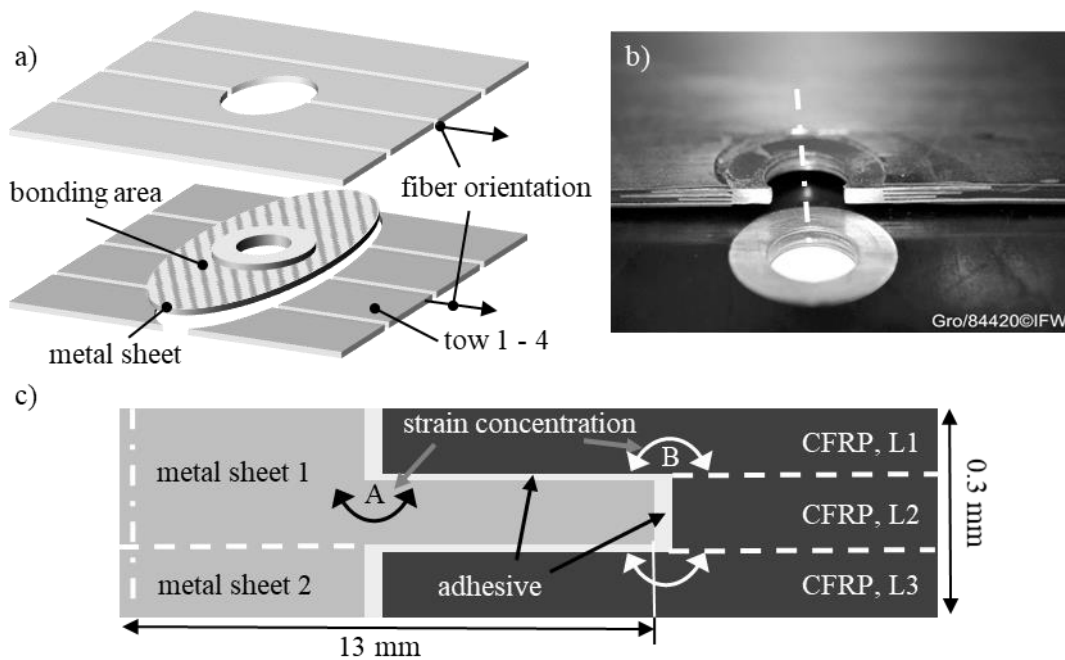 a)
bonding area
metal sheet
fiber orientation
tow 1 - 4
b)
Gro/84420©IFW
c)
metal sheet 1
metal sheet 2
A
strain concentration
B
adhesive
CFRP, L1
CFRP, L2
CFRP, L3
0.3 mm
13 mm